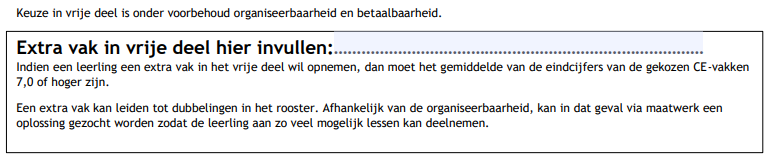 Keuze in vrije deel is onder voorbehoud organiseerbaarheid en betaalbaarheid.
Extra vak in vrije deel hier invullen:......................................................................
Indien een leerling een extra vak in het vrije deel wil opnemen, dan moet het gemiddelde van de eindcijfers van de gekozen CE-vakken
7,0 of hoger zijn.
Een extra vak kan leiden tot dubbelingen in het rooster. Afhankelijk van de organiseerbaarheid, kan in dat geval via maatwerk een
oplossing gezocht worden zodat de leerling aan zo veel mogelijk lessen kan deelnemen.